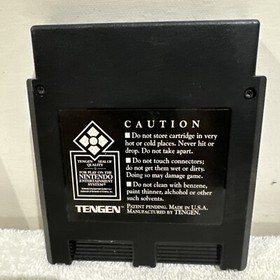 CAUTION
■ Do not store cartridge in very
hot or cold places. Never hit or
drop. Do not take apart.
■ Do not touch connectors;
do not get them wet or dirty.
Doing so may damage game.
■ Do not clean with benzene,
paint thinner, alchohol or other
such solvents.
TENGEN SEAL OF
QUALITY
FOR PLAY ON THE
NINTENDO
ENTERTAINMENT
SYSTEM
TENGEN
PATENT PENDING. MADE IN U.S.A.
MANUFACTURED BY TENGEN.